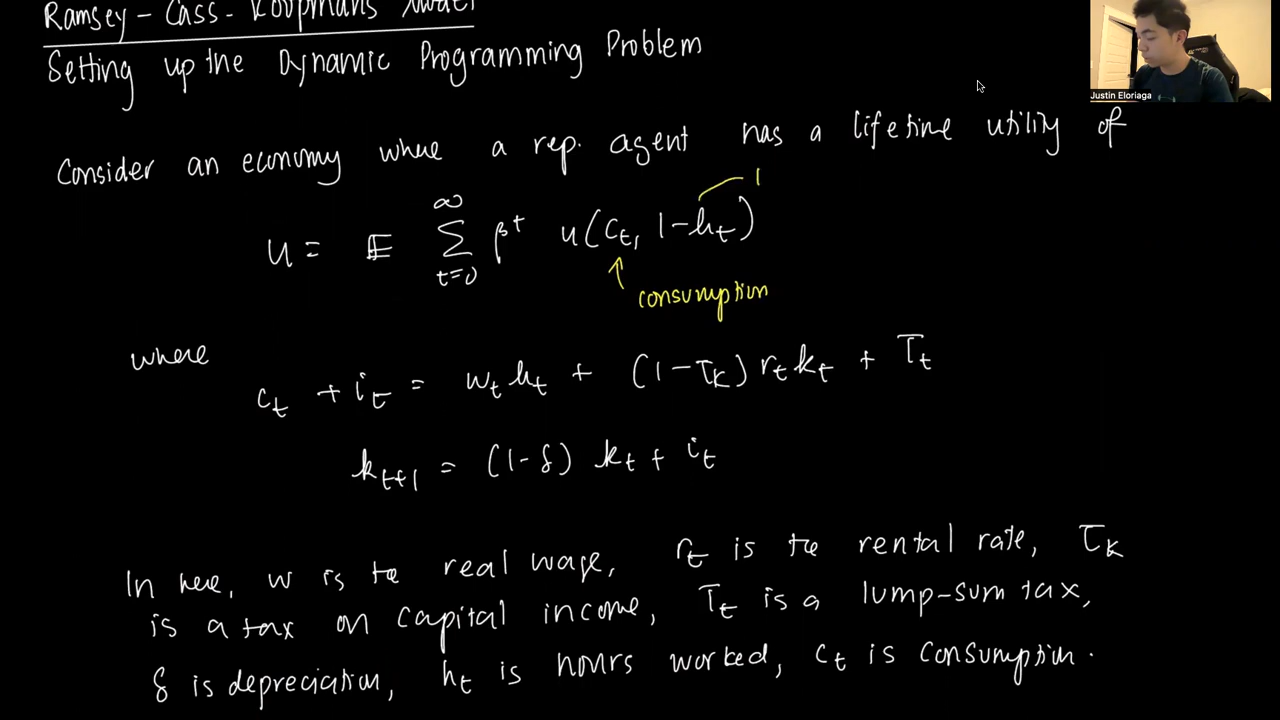 Ramsey-Cass-Koopmans Model
Setting up the Dynamic Programming Problem
Justin Eloriaga
Consider an economy where a rep. agent has a lifetime utility of
U = 𝔼 ∑_{t=0}^{∞} β^t u(c_t, 1-h_t)
consumption
where
c_t + i_t = w_t h_t + (1-τ_K) r_t k_t + T_t
k_{t+1} = (1-δ) k_t + i_t
In here, w is the real wage, r_t is the rental rate, τ_K
is a tax on capital income, T_t is a lump-sum tax,
δ is depreciation, h_t is hours worked, c_t is consumption.